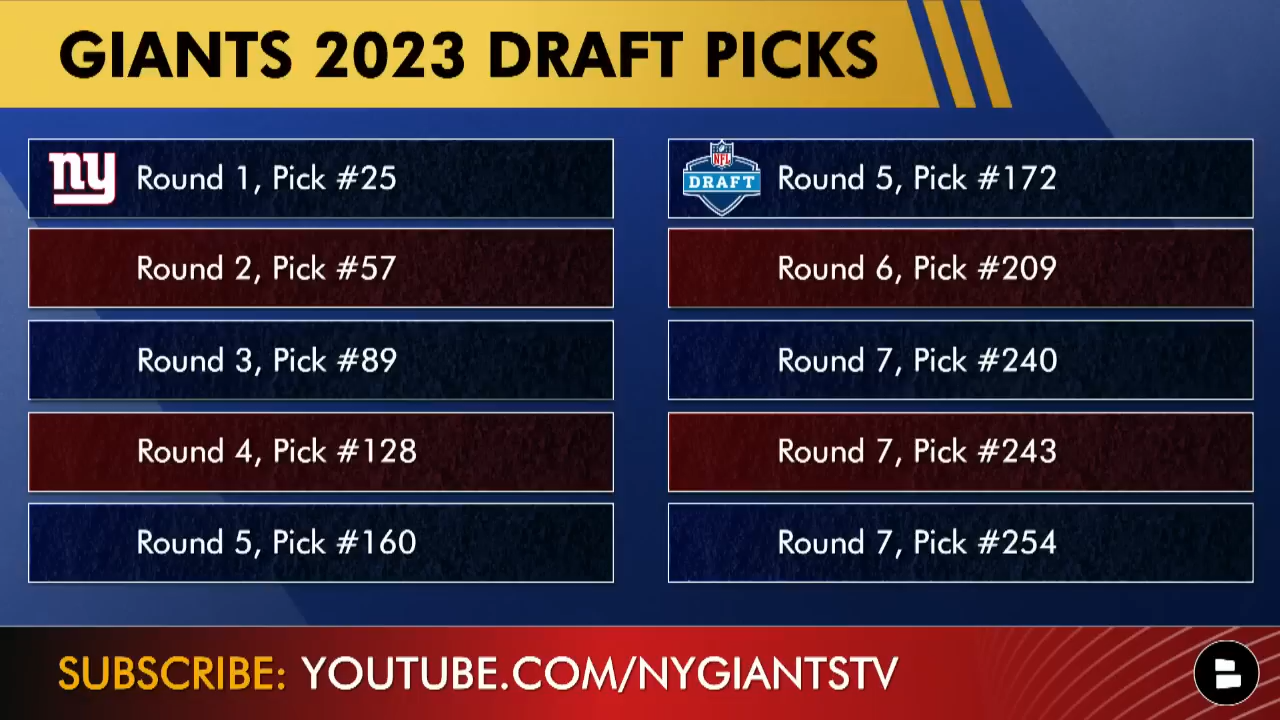 GIANTS 2023 DRAFT PICKS
ny
Round 1, Pick #25
Round 2, Pick #57
Round 3, Pick #89
Round 4, Pick #128
Round 5, Pick #160
NFL
DRAFT
Round 5, Pick #172
Round 6, Pick #209
Round 7, Pick #240
Round 7, Pick #243
Round 7, Pick #254
SUBSCRIBE: YOUTUBE.COM/NYGIANTSTV